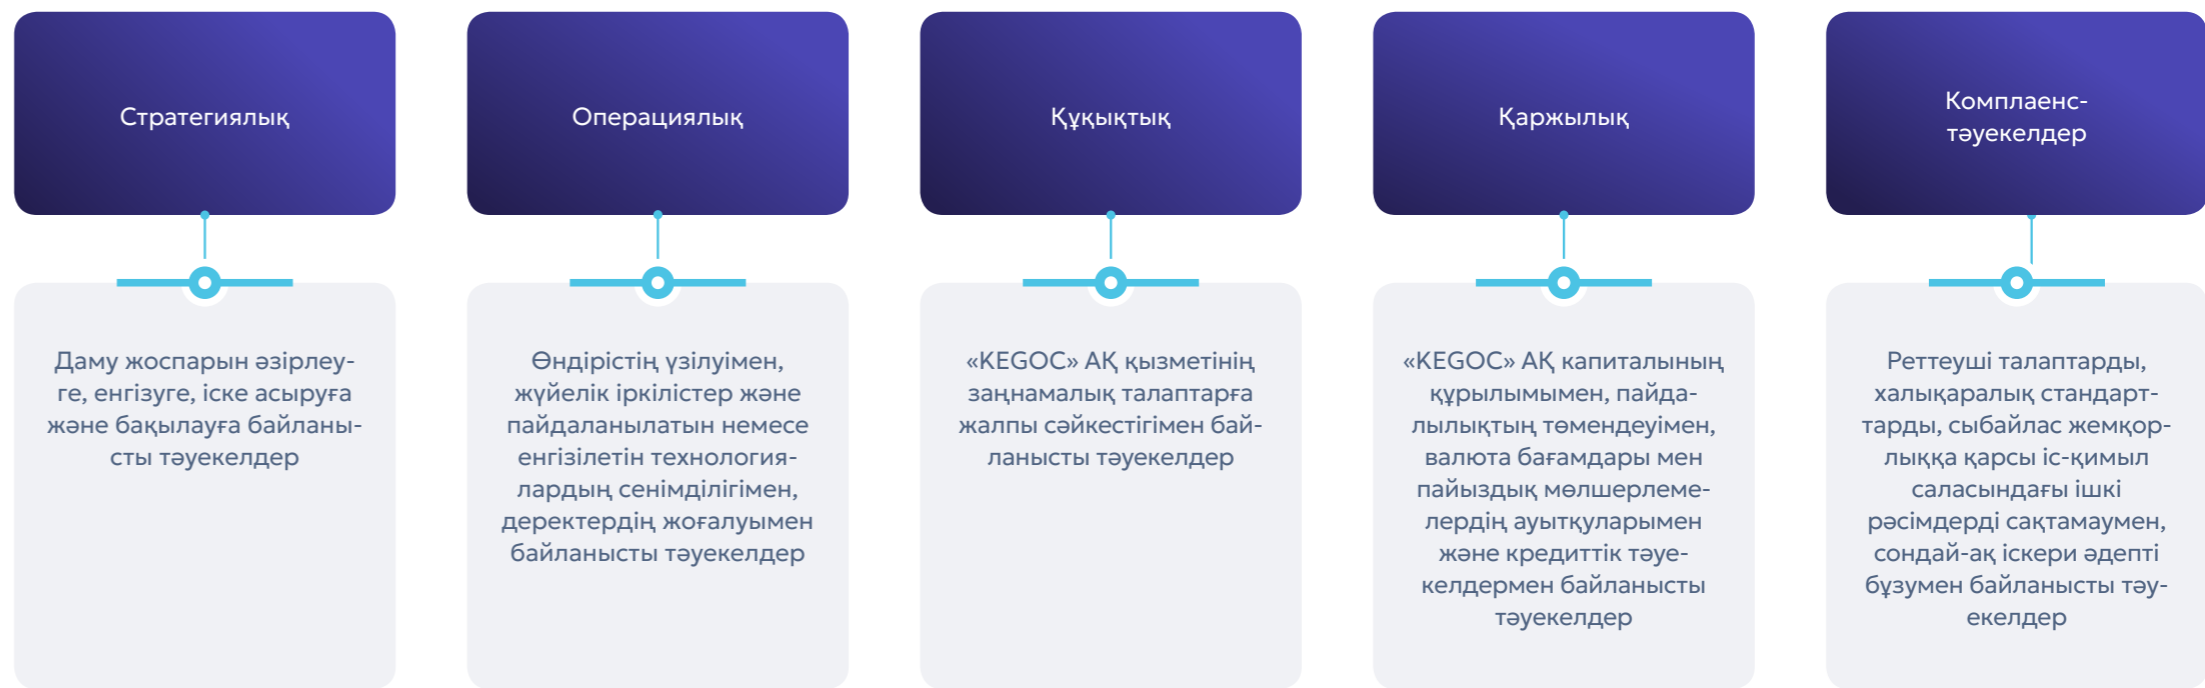 Стратегиялық
Даму жоспарын әзірлеу-
ге, енгізуге, іске асыруға
және бақылауға байланы-
сты тәуекелдер
Операциялық
Өндірістің үзілуімен,
жүйелік іркілістер және
пайдаланылатын немесе
енгізілетін технология-
лардың сенімділігімен,
деректердің жоғалуымен
байланысты тәуекелдер
Құқықтық
«KEGOC» АҚ қызметінің
заңнамалық талаптарға
жалпы сәйкестігімен бай-
ланысты тәуекелдер
Қаржылық
«KEGOC» АҚ капиталының
құрылымымен, пайда-
лылықтың төмендеуімен,
валюта бағамдары мен
пайыздық мөлшерлеме-
лердің ауытқуларымен
және кредиттік тәуе-
келдермен байланысты
тәуекелдер
Комплаенс-
тәуекелдер
Реттеуші талаптарды,
халықаралық стандарт-
тарды, сыбайлас жемқор-
лыққа қарсы іс-қимыл
саласындағы ішкі
рәсімдерді сақтамаумен,
сондай-ақ іскери әдепті
бұзумен байланысты тәу-
екелдер